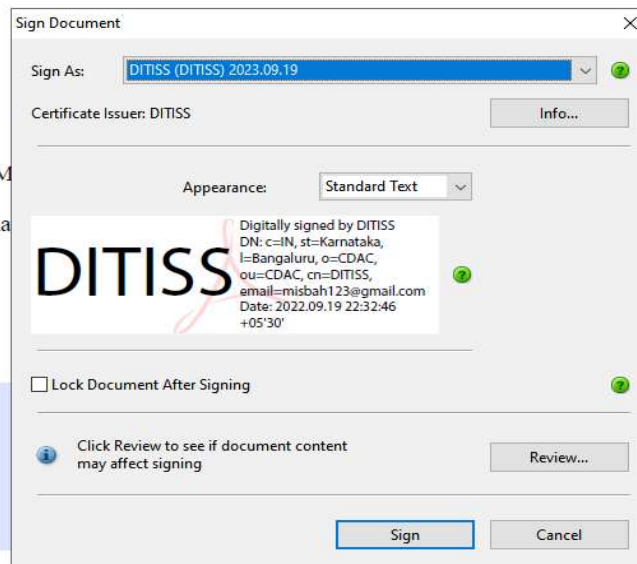 Sign Document
Sign As: DITISS (DITISS) 2023.09.19
Certificate Issuer: DITISS Info...
Appearance: Standard Text
DITISS
Digitally signed by DITISS
DN: c=IN, st=Karnataka,
l=Bangaluru, o=CDAC,
ou=CDAC, cn=DITISS,
email=misbah123@gmail.com
Date: 2022.09.19 22:32:46
+05'30'
Lock Document After Signing
Click Review to see if document content
may affect signing
Review...
Sign Cancel